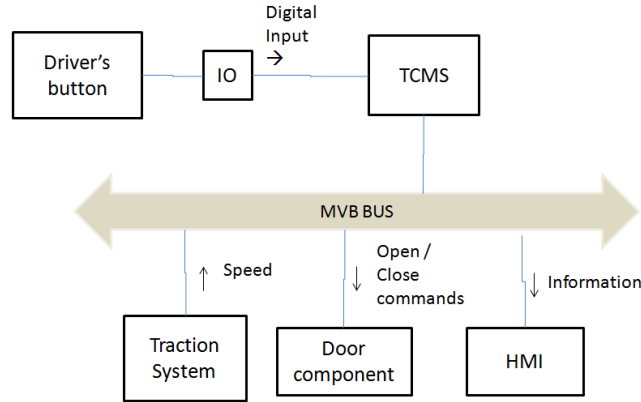 Digital
Input
→
Driver's
button
IO
TCMS
MVB BUS
↑ Speed
↓ Open /
Close
commands
↓ Information
Traction
System
Door
component
HMI